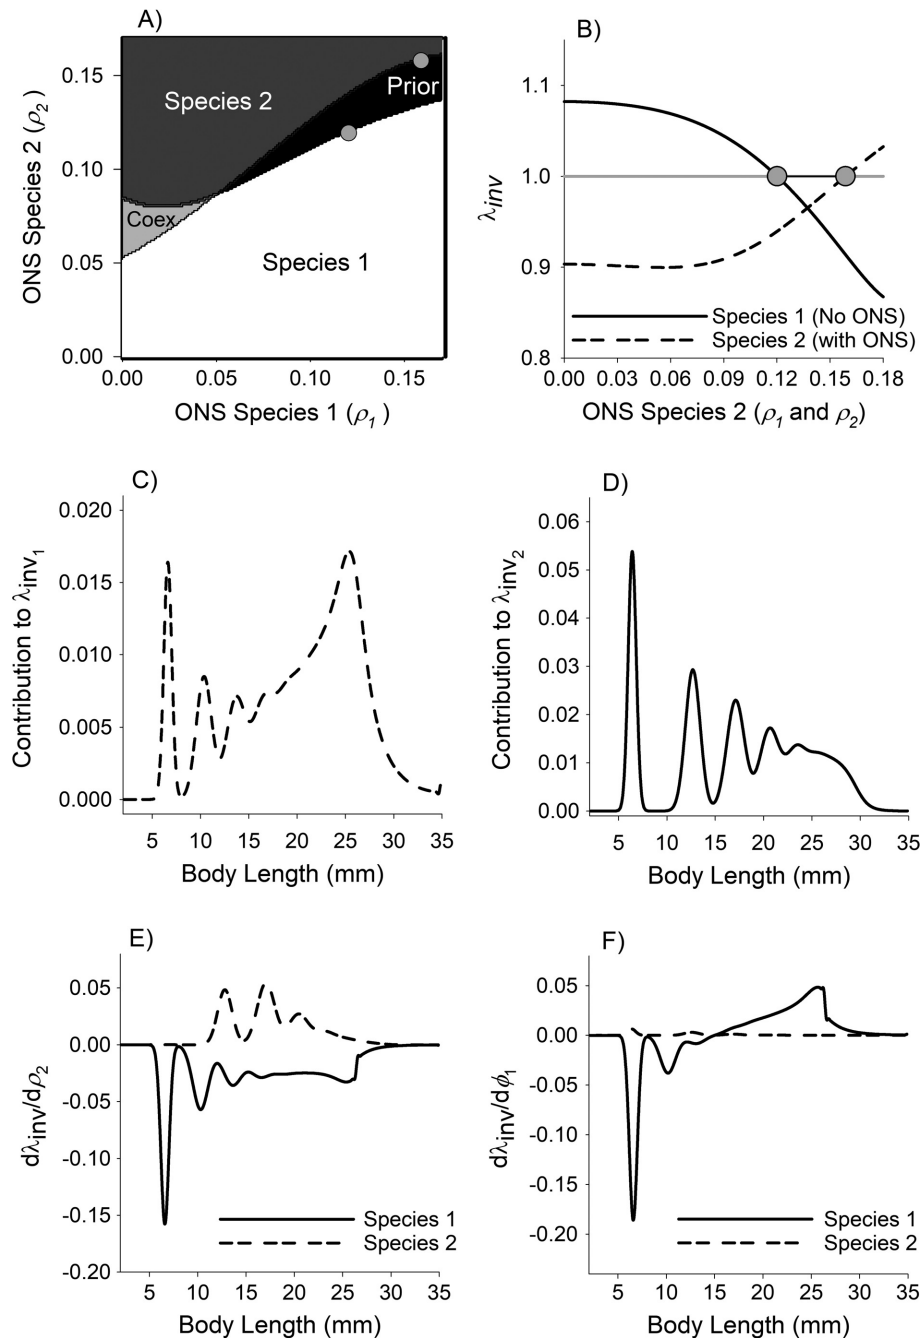 A)
ONS Species 2 (ρ2)
0.15
0.10
0.05
0.00
Species 2
Prior
Coex
Species 1
0.00 0.05 0.10 0.15
ONS Species 1 (ρ1)
B)
λinv
1.1
1.0
0.9
0.8
Species 1 (No ONS)
Species 2 (with ONS)
0.00 0.03 0.06 0.09 0.12 0.15 0.18
ONS Species 2 (ρ1 and ρ2)
C)
Contribution to λinv1
0.020
0.015
0.010
0.005
0.000
5 10 15 20 25 30 35
Body Length (mm)
D)
Contribution to λinv2
0.06
0.05
0.04
0.03
0.02
0.01
0.00
5 10 15 20 25 30 35
Body Length (mm)
E)
dλinv/dρ2
0.05
0.00
-0.05
-0.10
-0.15
-0.20
Species 1
Species 2
5 10 15 20 25 30 35
Body Length (mm)
F)
dλinv/dϕ1
0.05
0.00
-0.05
-0.10
-0.15
-0.20
Species 1
Species 2
5 10 15 20 25 30 35
Body Length (mm)